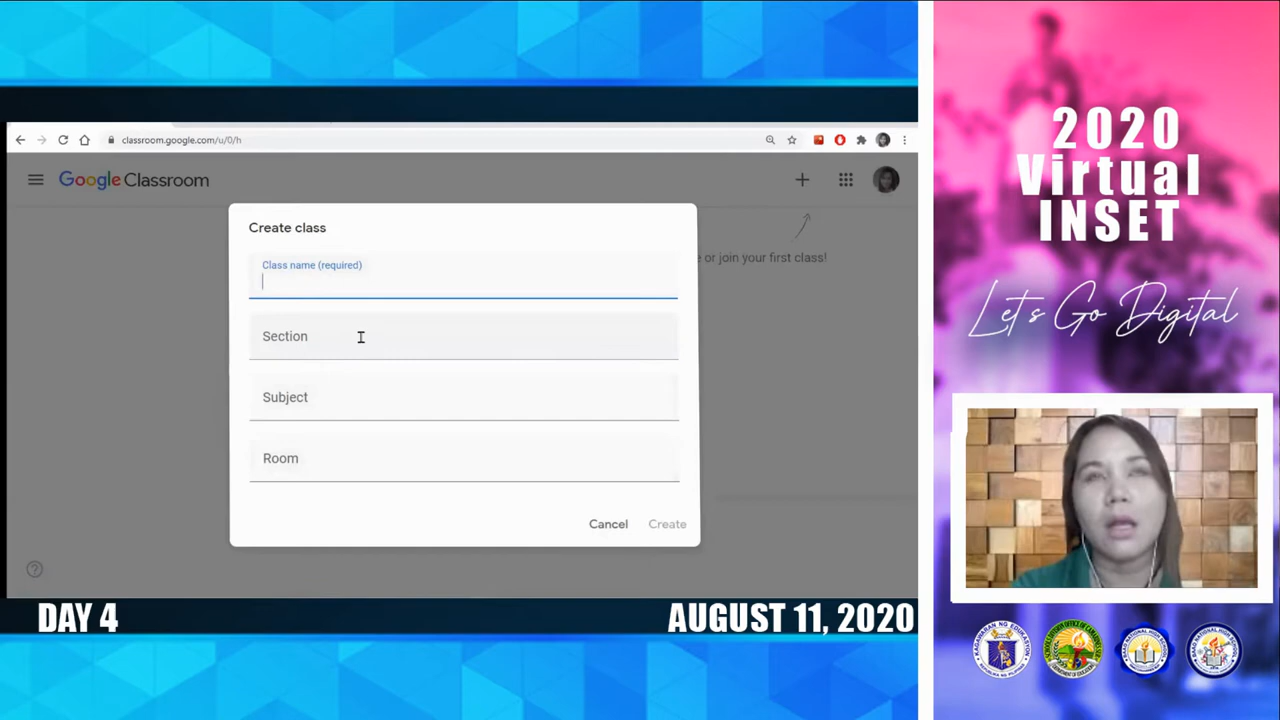 classroom.google.com/u/0/h
Google Classroom
Create class
Class name (required)
Section
Subject
Room
Cancel
Create
e or join your first class!
DAY 4
AUGUST 11, 2020
2020
Virtual
INSET
Let's Go Digital